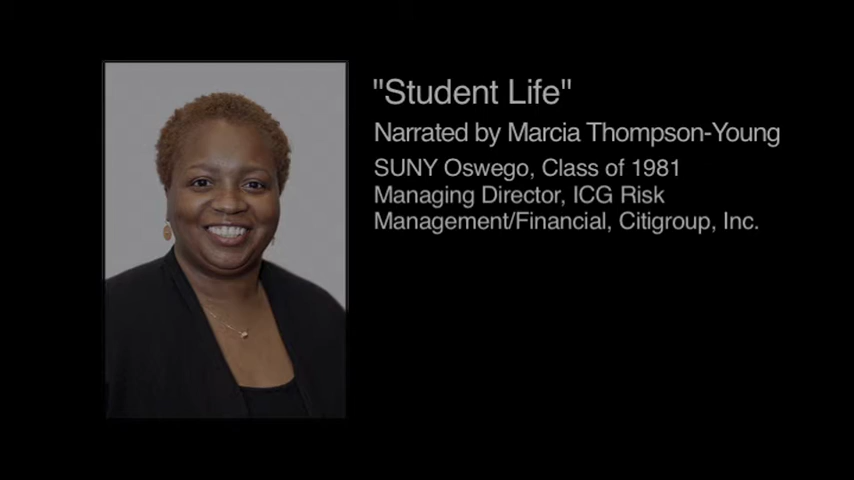 "Student Life"
Narrated by Marcia Thompson-Young
SUNY Oswego, Class of 1981
Managing Director, ICG Risk
Management/Financial, Citigroup, Inc.